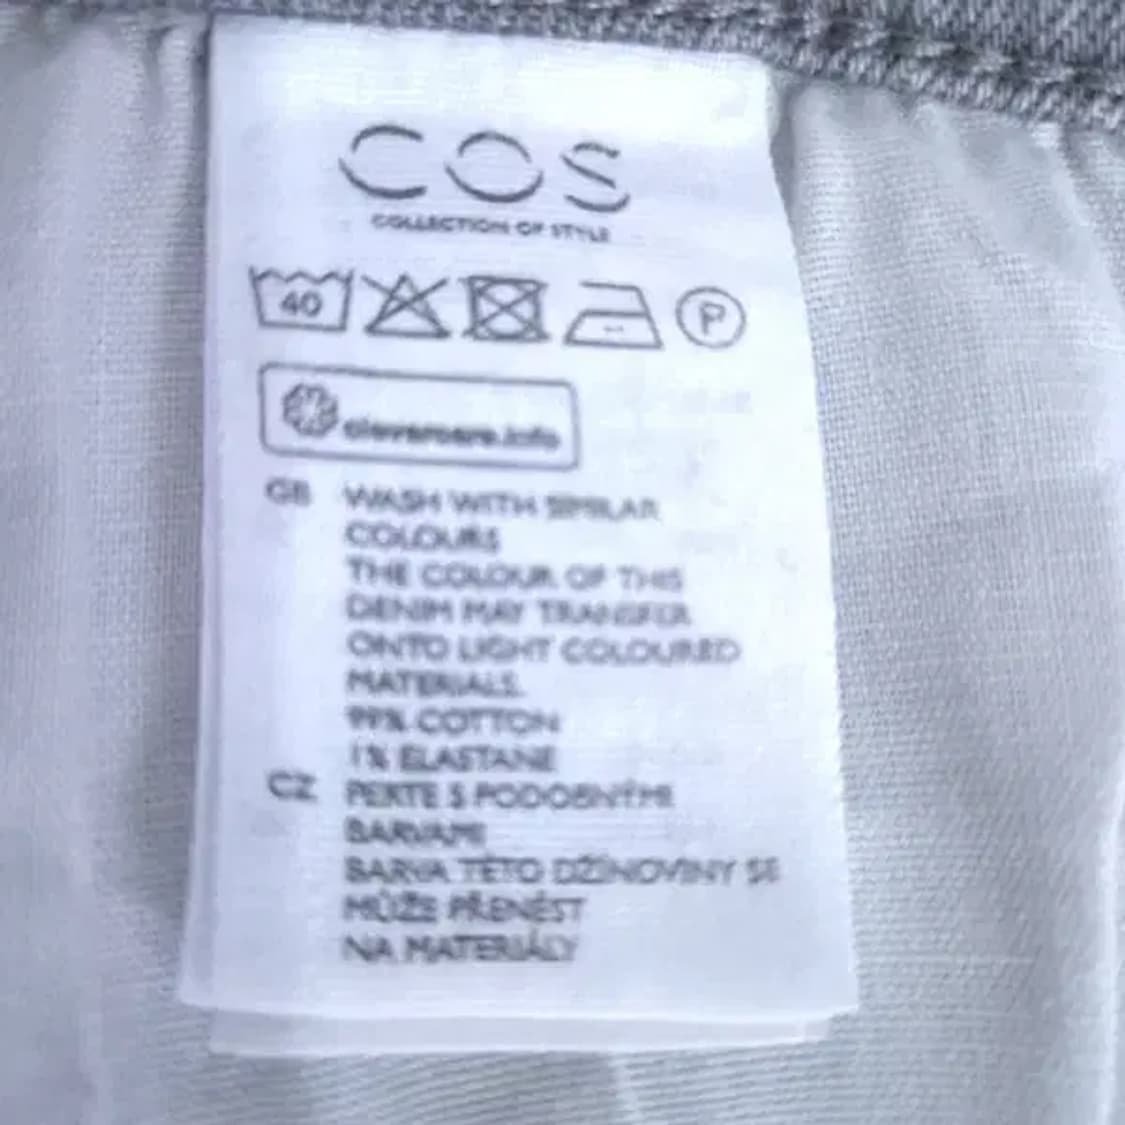 COS
COLLECTION OF STYLE
40 P
clevercare.info
GB WASH WITH SIMILAR
COLOURS
THE COLOUR OF THIS
DENIM MAY TRANSFER
ONTO LIGHT COLOURED
MATERIALS.
99% COTTON
1% ELASTANE
CZ PERTE S PODOBNÝMI
BARVAMI
BARVA TÉTO DŽÍNOVINY SE
MŮŽE PŘENÉST
NA MATERIÁLY